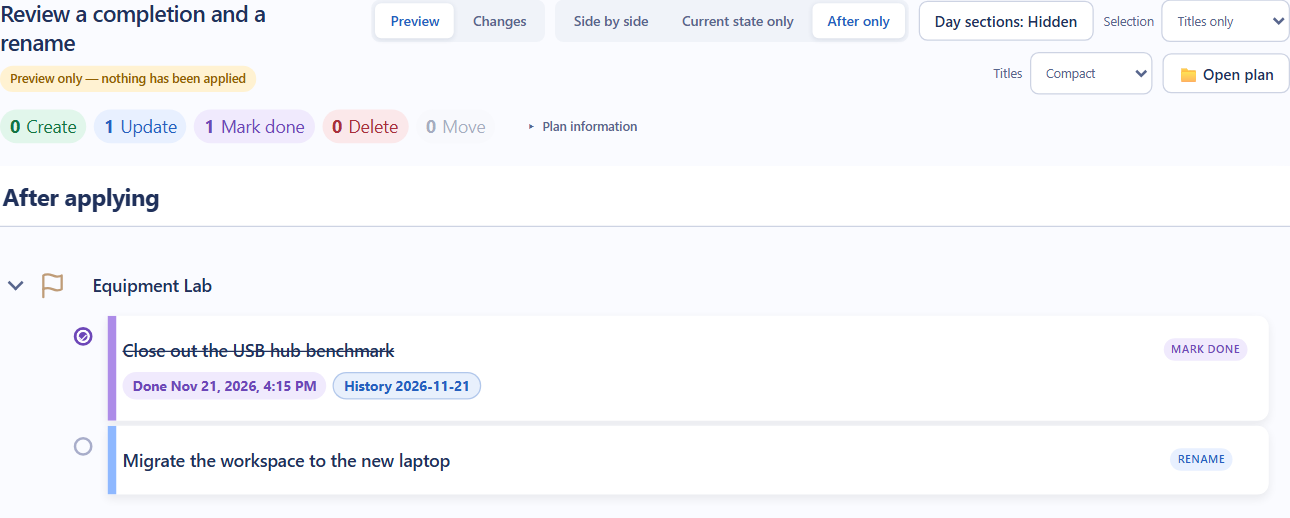 Review a completion and a rename
Preview
Changes
Side by side
Current state only
After only
Day sections: Hidden
Selection
Titles only
Preview only — nothing has been applied
Titles
Compact
Open plan
0 Create
1 Update
1 Mark done
0 Delete
0 Move
Plan information
After applying
Equipment Lab
Close out the USB hub benchmark
MARK DONE
Done Nov 21, 2026, 4:15 PM
History 2026-11-21
Migrate the workspace to the new laptop
RENAME